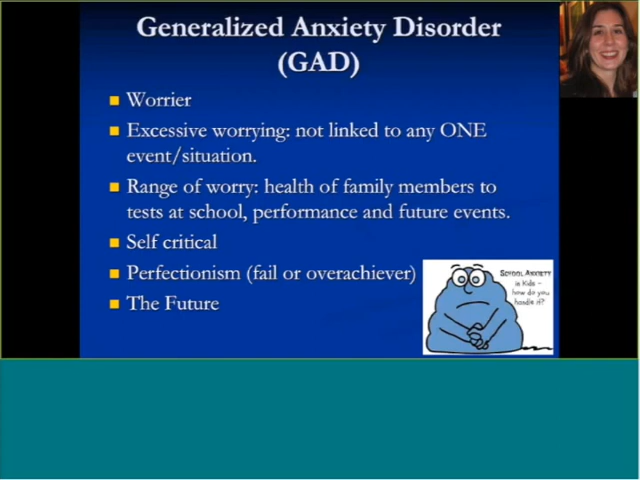 Generalized Anxiety Disorder
(GAD)
Worrier
Excessive worrying: not linked to any ONE
event/situation.
Range of worry: health of family members to
tests at school, performance and future events.
Self critical
Perfectionism (fail or overachiever)
The Future
SCHOOL ANXIETY
in Kids –
how do you
handle it?